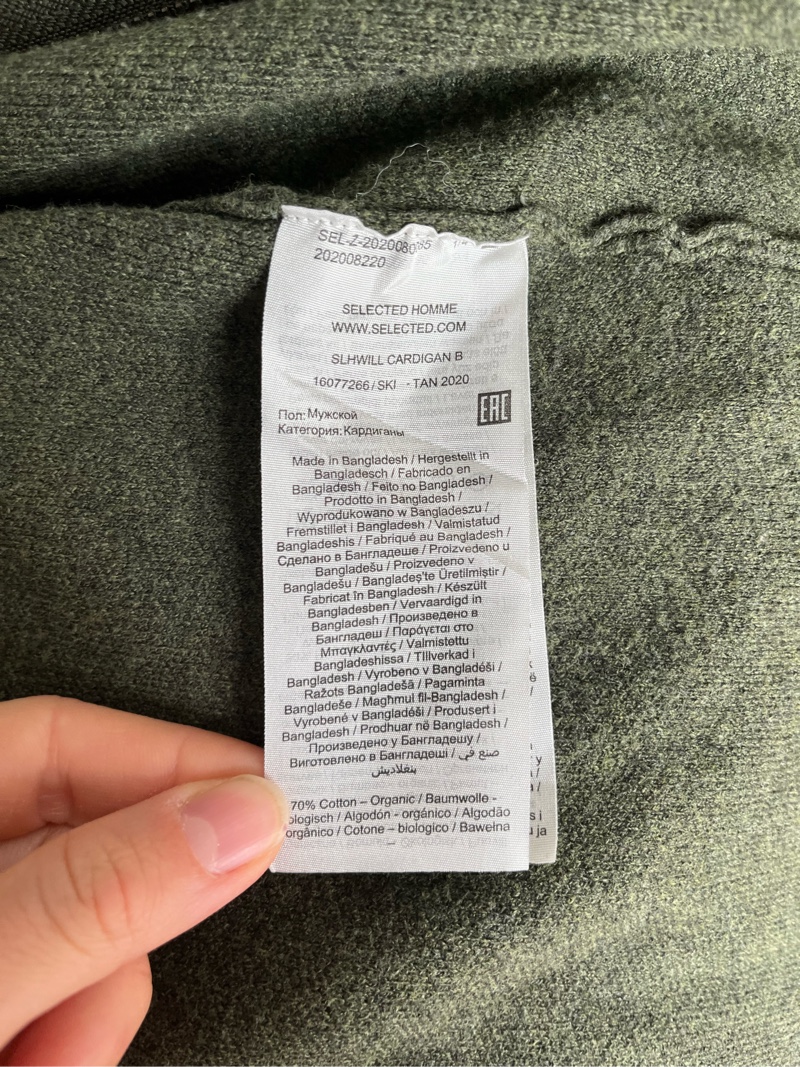 SEL-Z-2020080
202008220
SELECTED HOMME
WWW.SELECTED.COM
SLHWILL CARDIGAN B
16077266/SKI - TAN 2020
EAC
Пол: Мужской
Категория: Кардиганы
Made in Bangladesh / Hergestellt in
Bangladesch / Fabricado en
Bangladesh / Feito no Bangladesh /
Prodotto in Bangladesh /
Wyprodukowano w Bangladeszu /
Fremstillet i Bangladesh / Valmistatud
Bangladeshis / Fabriqué au Bangladesh /
Сделано в Бангладеше / Proizvedeno u
Bangladešu / Proizvedeno v
Bangladešu / Bangladeş'te Üretilmiştir /
Fabricat în Bangladesh / Készült
Bangladesben / Vervaardigd in
Bangladesh / Произведено в
Бангладеш / Παράγεται στο
Μπαγκλαντές / Valmistettu
Bangladeshissa / Tillverkad i
Bangladesh / Vyrobeno v Bangladéši /
Ražots Bangladešā / Pagaminta
Bangladeše / Magħmul fil-Bangladesh /
Vyrobené v Bangladéši / Produsert i
Bangladesh / Prodhuar në Bangladesh /
Произведено у Бангладешу /
Виготовлено в Бангладеші / صنع في
بنغلاديش
70% Cotton – Organic / Baumwolle -
ologisch / Algodón - orgánico / Algodão
orgânico / Cotone – biologico / Bawełna